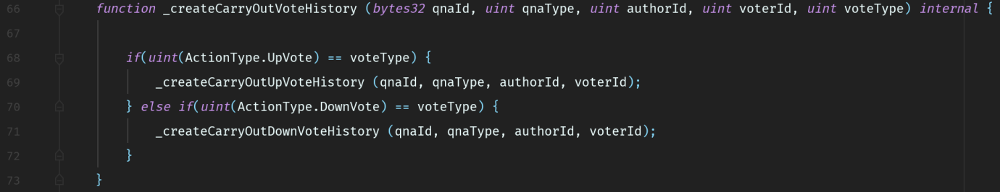 66 function _createCarryOutVoteHistory (bytes32 qnaId, uint qnaType, uint authorId, uint voterId, uint voteType) internal {
67
68 if(uint(ActionType.UpVote) == voteType) {
69 _createCarryOutUpVoteHistory (qnaId, qnaType, authorId, voterId);
70 } else if(uint(ActionType.DownVote) == voteType) {
71 _createCarryOutDownVoteHistory (qnaId, qnaType, authorId, voterId);
72 }
73 }